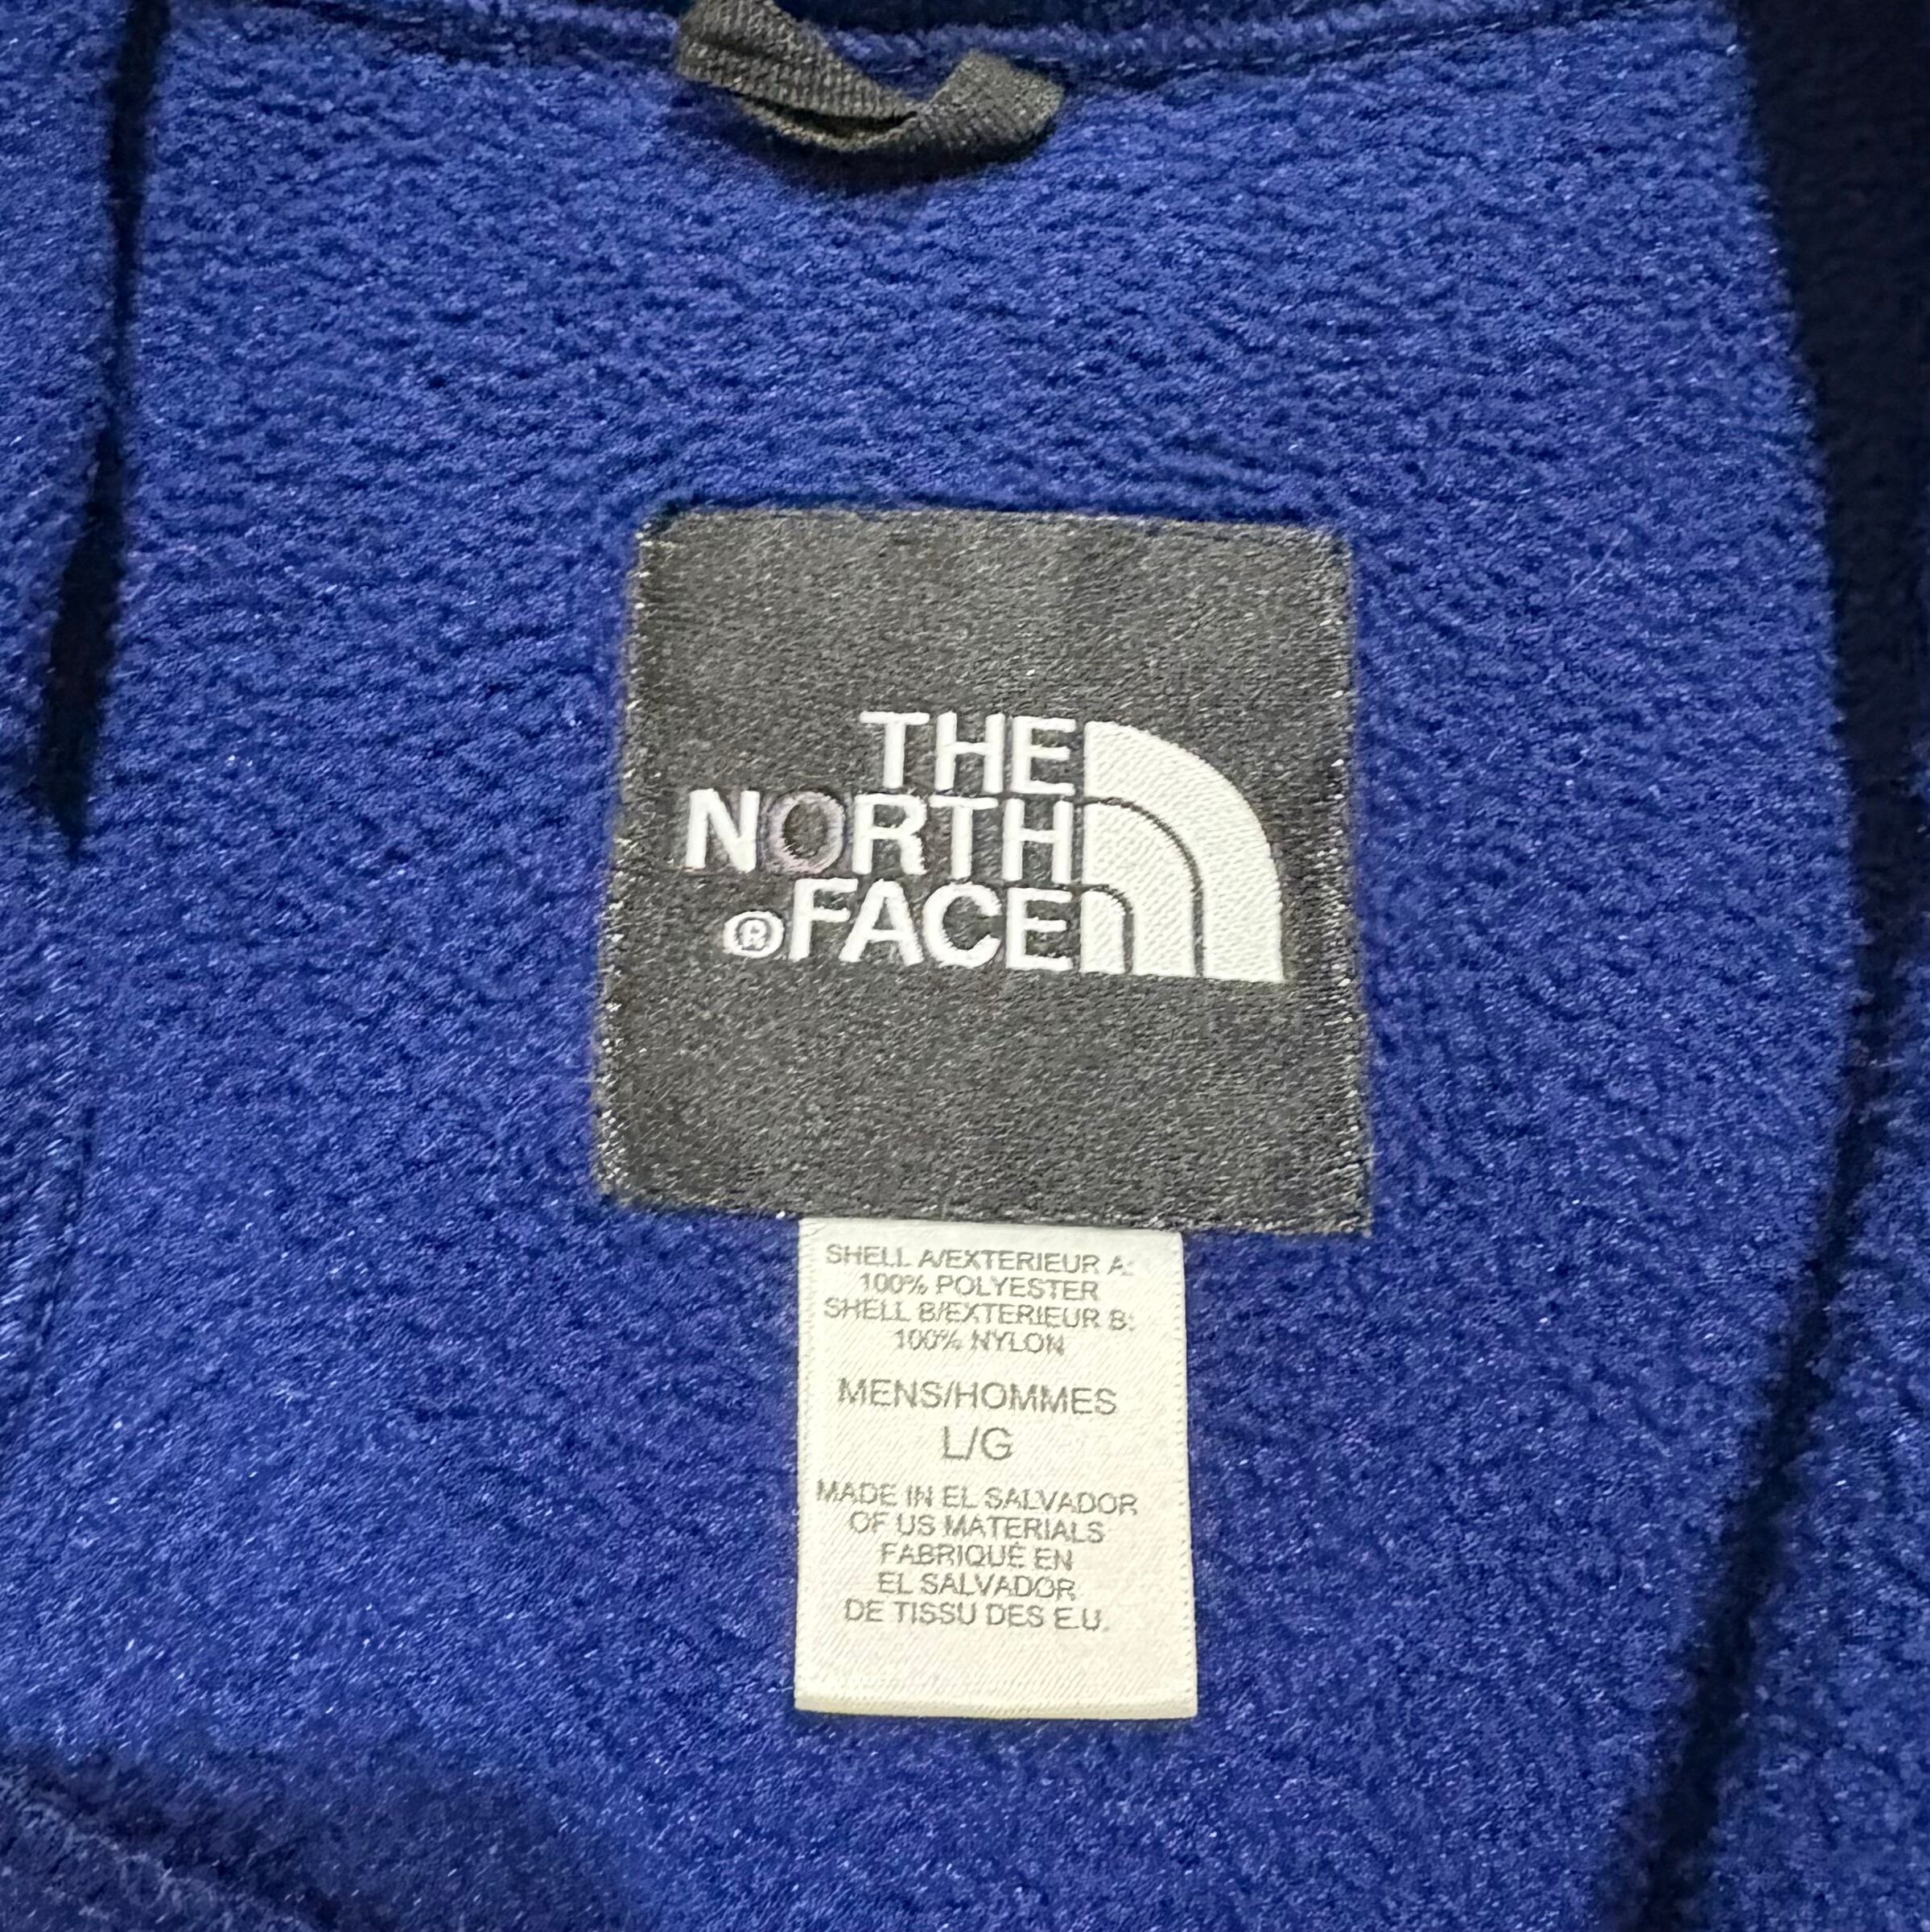 THE
NORTH
®FACE
SHELL A/EXTERIEUR A:
100% POLYESTER
SHELL B/EXTERIEUR B:
100% NYLON
MENS/HOMMES
L/G
MADE IN EL SALVADOR
OF US MATERIALS
FABRIQUÉ EN
EL SALVADOR
DE TISSU DES E.U.